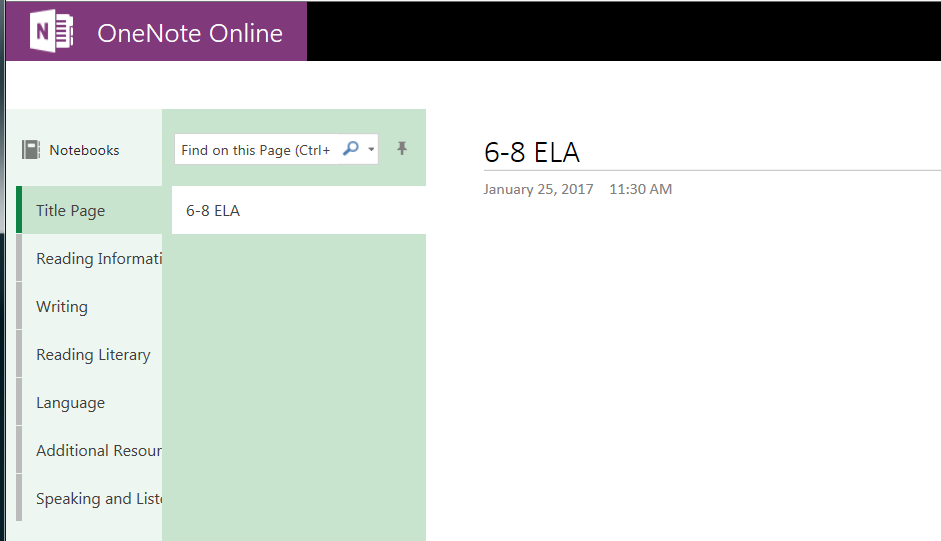 N OneNote Online
Notebooks
Find on this Page (Ctrl+
Title Page
Reading Informati
Writing
Reading Literary
Language
Additional Resour
Speaking and Liste
6-8 ELA
6-8 ELA
January 25, 2017 11:30 AM